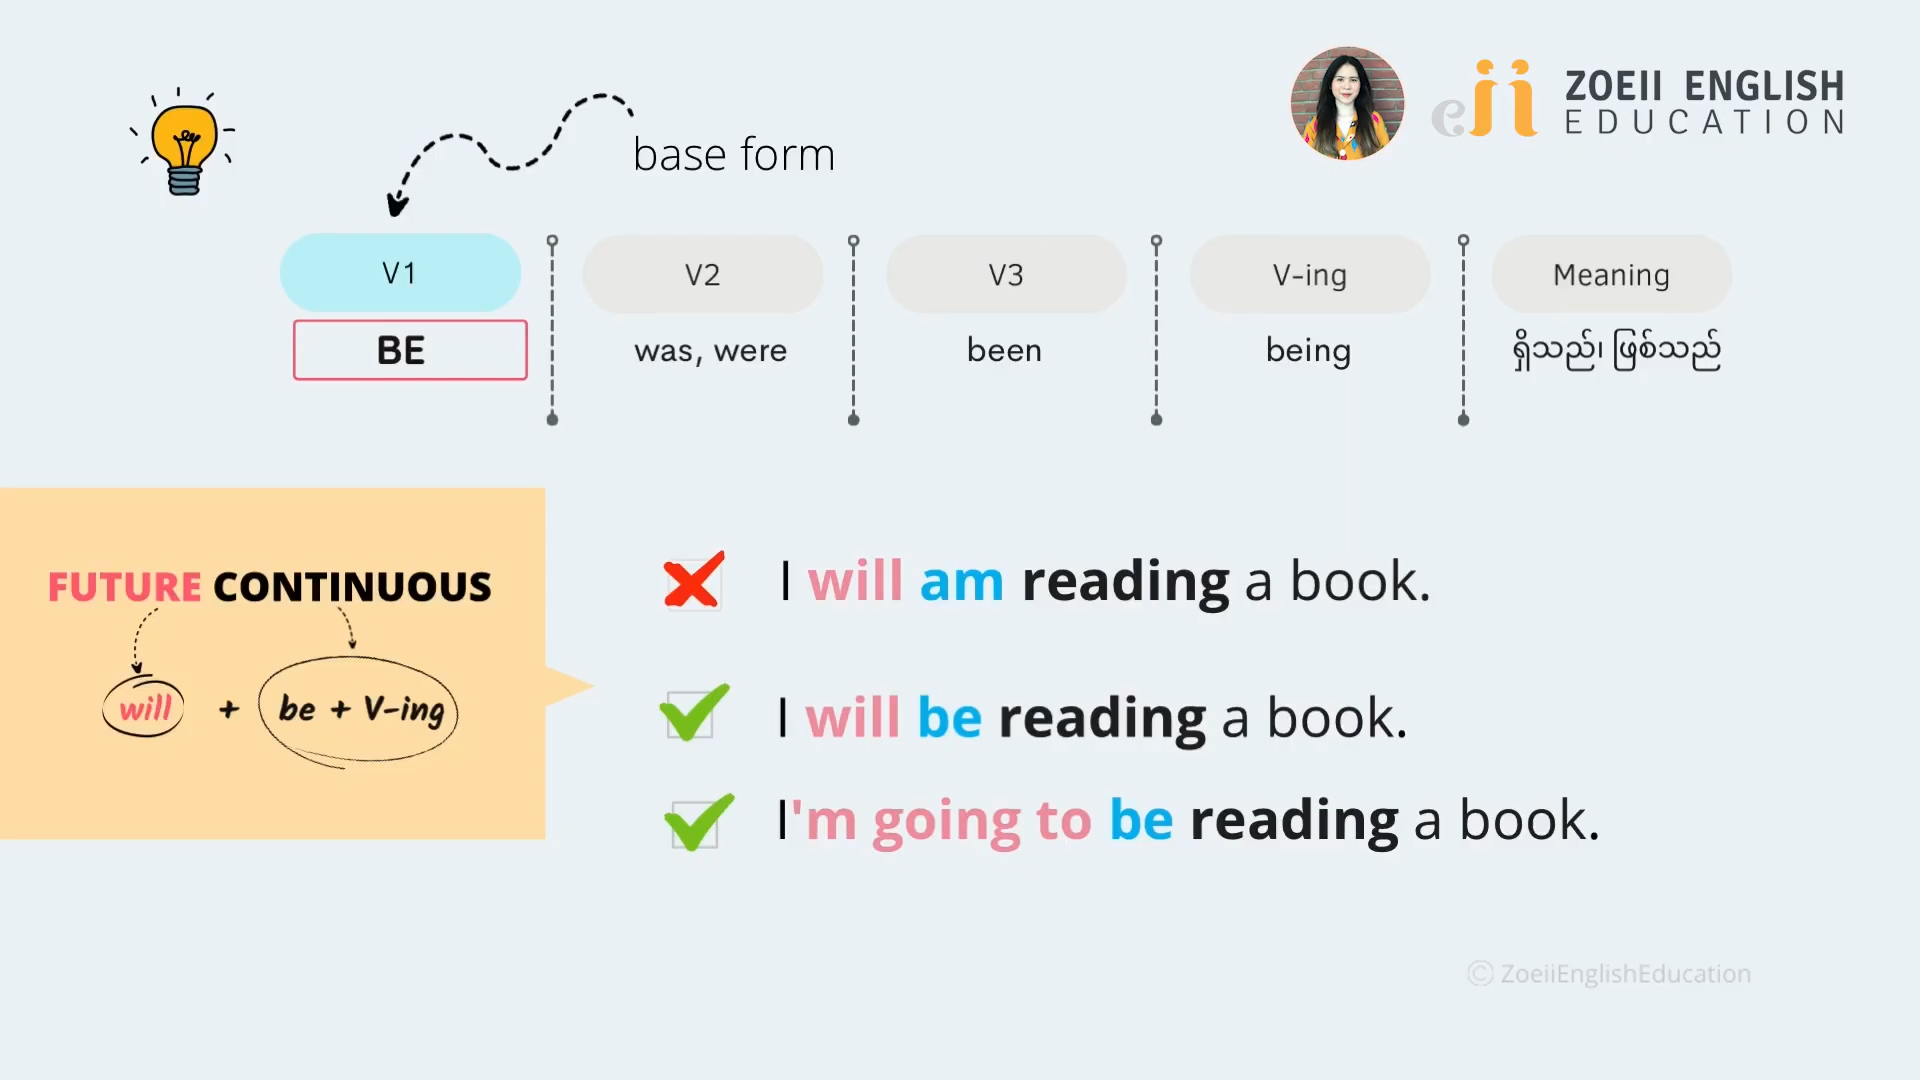 ZOEII ENGLISH
EDUCATION
base form
V1
V2
V3
V-ing
Meaning
BE
was, were
been
being
ရှိသည်၊ ဖြစ်သည်
FUTURE CONTINUOUS
will + be + V-ing
I will am reading a book.
I will be reading a book.
I'm going to be reading a book.
© ZoeiiEnglishEducation